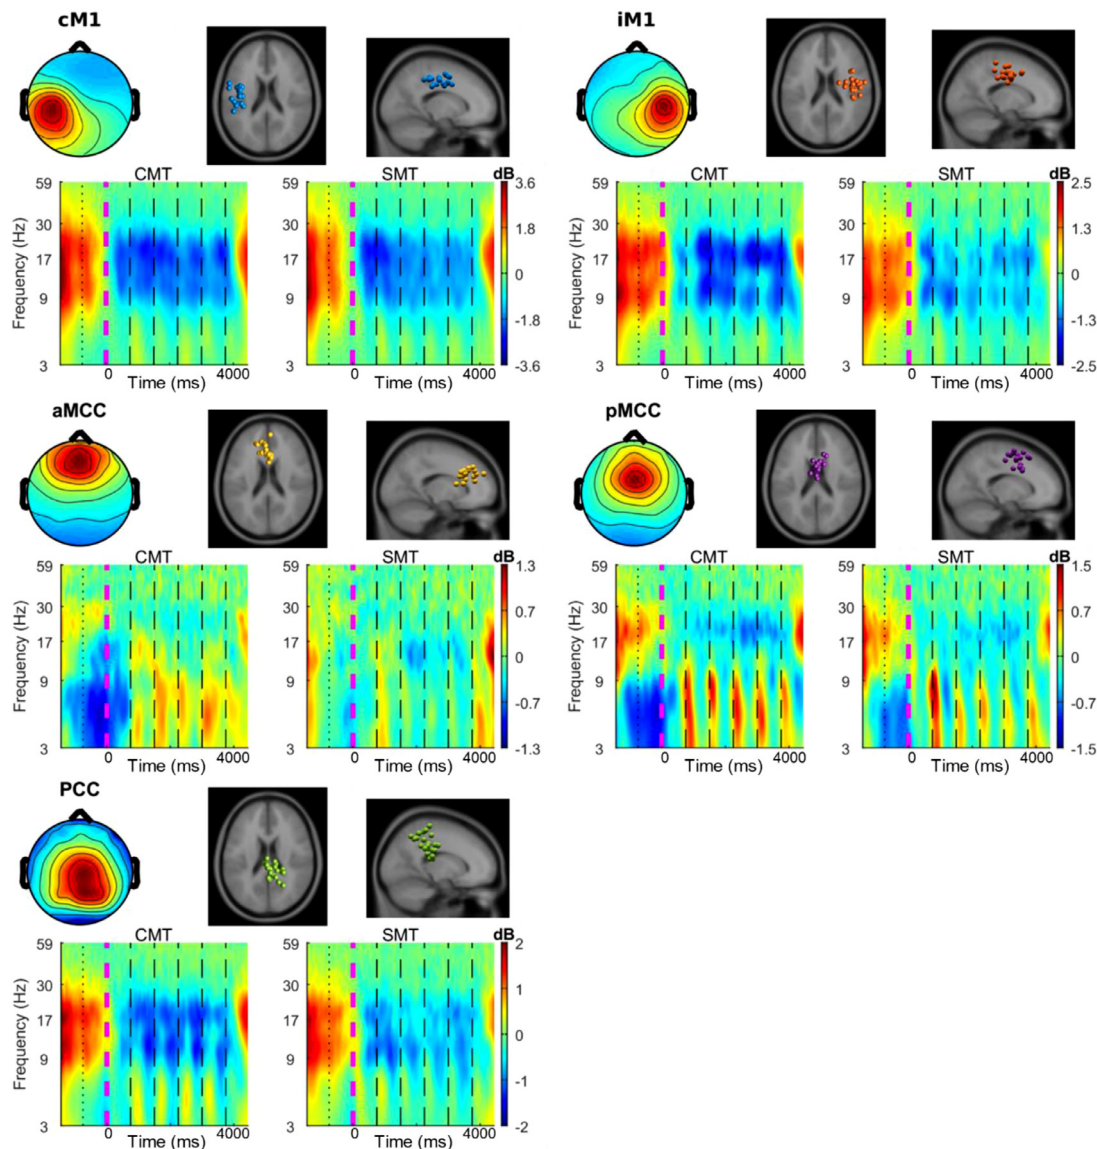 cM1
iM1
CMT
SMT
dB
CMT
SMT
dB
Frequency (Hz)
59
30
17
9
3
3.6
1.8
0
-1.8
-3.6
Frequency (Hz)
59
30
17
9
3
2.5
1.3
0
-1.3
-2.5
0
4000
0
4000
0
4000
0
4000
Time (ms)
Time (ms)
Time (ms)
Time (ms)
aMCC
pMCC
CMT
SMT
dB
CMT
SMT
dB
Frequency (Hz)
59
30
17
9
3
1.3
0.7
0
-0.7
-1.3
Frequency (Hz)
59
30
17
9
3
1.5
0.7
0
-0.7
-1.5
0
4000
0
4000
0
4000
0
4000
Time (ms)
Time (ms)
Time (ms)
Time (ms)
PCC
CMT
SMT
dB
Frequency (Hz)
59
30
17
9
3
2
1
0
-1
-2
0
4000
0
4000
Time (ms)
Time (ms)